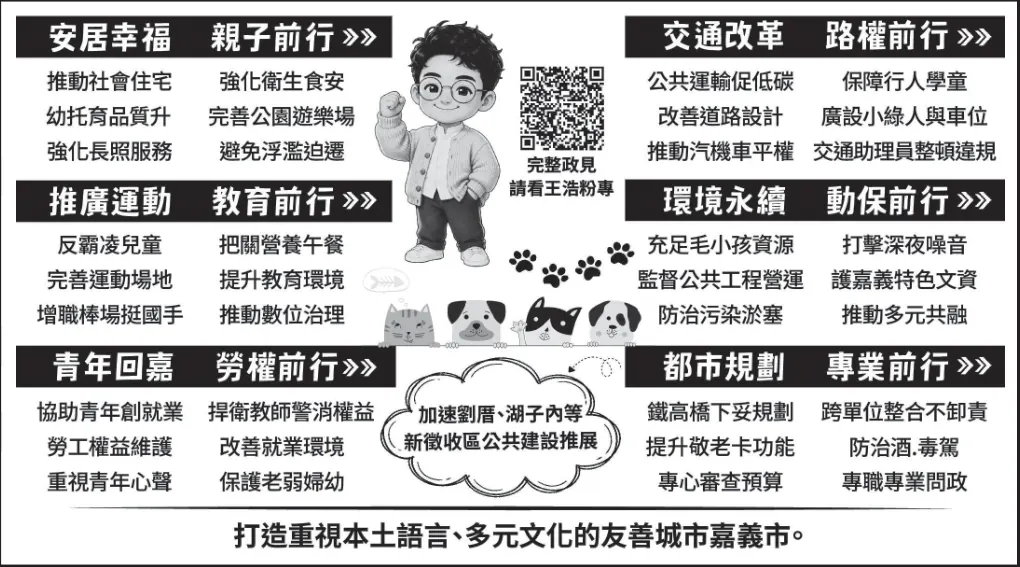 安居幸福 親子前行>>
推動社會住宅 強化衛生食安
幼托育品質升 完善公園遊樂場
強化長照服務 避免浮濫迫遷
推廣運動 教育前行>>
反霸凌兒童 把關營養午餐
完善運動場地 提升教育環境
增職棒場挺國手 推動數位治理
青年回嘉 勞權前行>>
協助青年創就業 捍衛教師警消權益
勞工權益維護 改善就業環境
重視青年心聲 保護老弱婦幼
完整政見
請看王浩粉專
加速劉厝、湖子內等
新徵收區公共建設推展
交通改革 路權前行>>
公共運輸促低碳 保障行人學童
改善道路設計 廣設小綠人與車位
推動汽機車平權 交通助理員整頓違規
環境永續 動保前行>>
充足毛小孩資源 打擊深夜噪音
監督公共工程營運 護嘉義特色文資
防治污染淤塞 推動多元共融
都市規劃 專業前行>>
鐵高橋下妥規劃 跨單位整合不卸責
提升敬老卡功能 防治酒.毒駕
專心審查預算 專職專業問政
打造重視本土語言、多元文化的友善城市嘉義市。